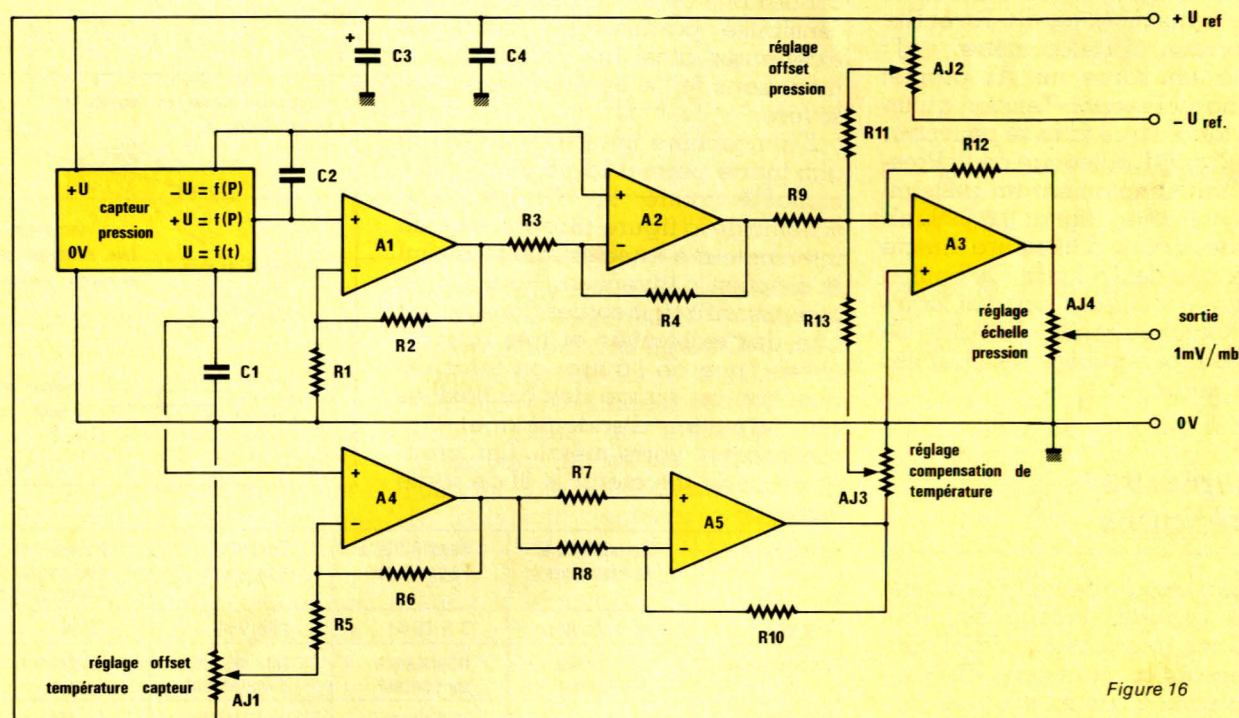 + U ref
C3
+
C4
réglage
offset
pression
AJ2
− U ref.
R11
R12
+U
− U = f(P)
capteur
+U = f(P)
pression
0V
U = f(t)
C2
+
A1
−
R3
+
A2
−
R9
−
A3
+
R4
R2
R13
AJ4
réglage
échelle
pression
sortie
1mV/mb
C1
R1
0V
+
A4
−
R7
R8
+
A5
−
réglage
compensation de
température
AJ3
R6
R5
R10
réglage offset
température capteur
AJ1
Figure 16